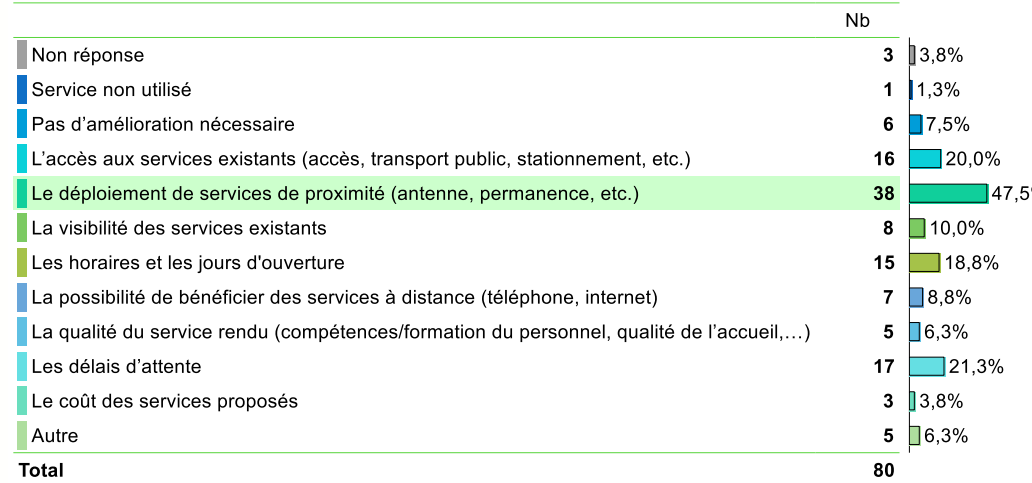 Nb
Non réponse 3 3,8%
Service non utilisé 1 1,3%
Pas d’amélioration nécessaire 6 7,5%
L’accès aux services existants (accès, transport public, stationnement, etc.) 16 20,0%
Le déploiement de services de proximité (antenne, permanence, etc.) 38 47,5%
La visibilité des services existants 8 10,0%
Les horaires et les jours d'ouverture 15 18,8%
La possibilité de bénéficier des services à distance (téléphone, internet) 7 8,8%
La qualité du service rendu (compétences/formation du personnel, qualité de l’accueil,…) 5 6,3%
Les délais d’attente 17 21,3%
Le coût des services proposés 3 3,8%
Autre 5 6,3%
Total 80